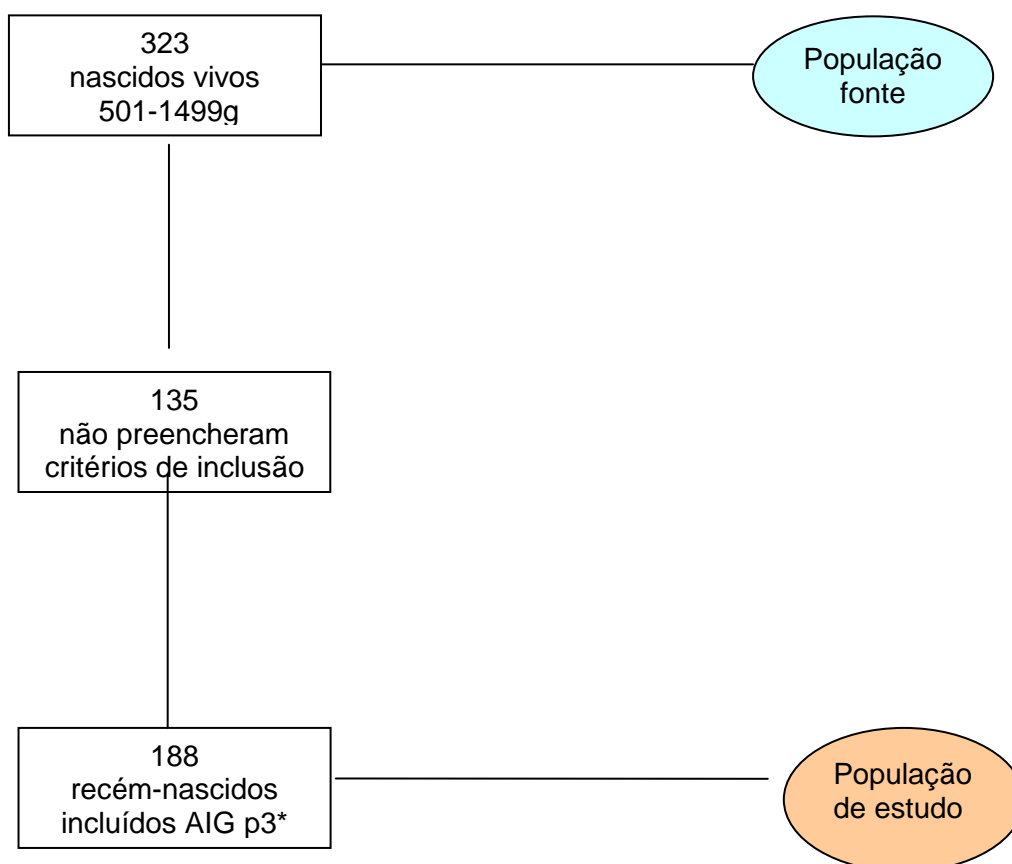 323
nascidos vivos
501-1499g
População
fonte
135
não preencheram
critérios de inclusão
188
recém-nascidos
incluídos AIG p3*
População
de estudo